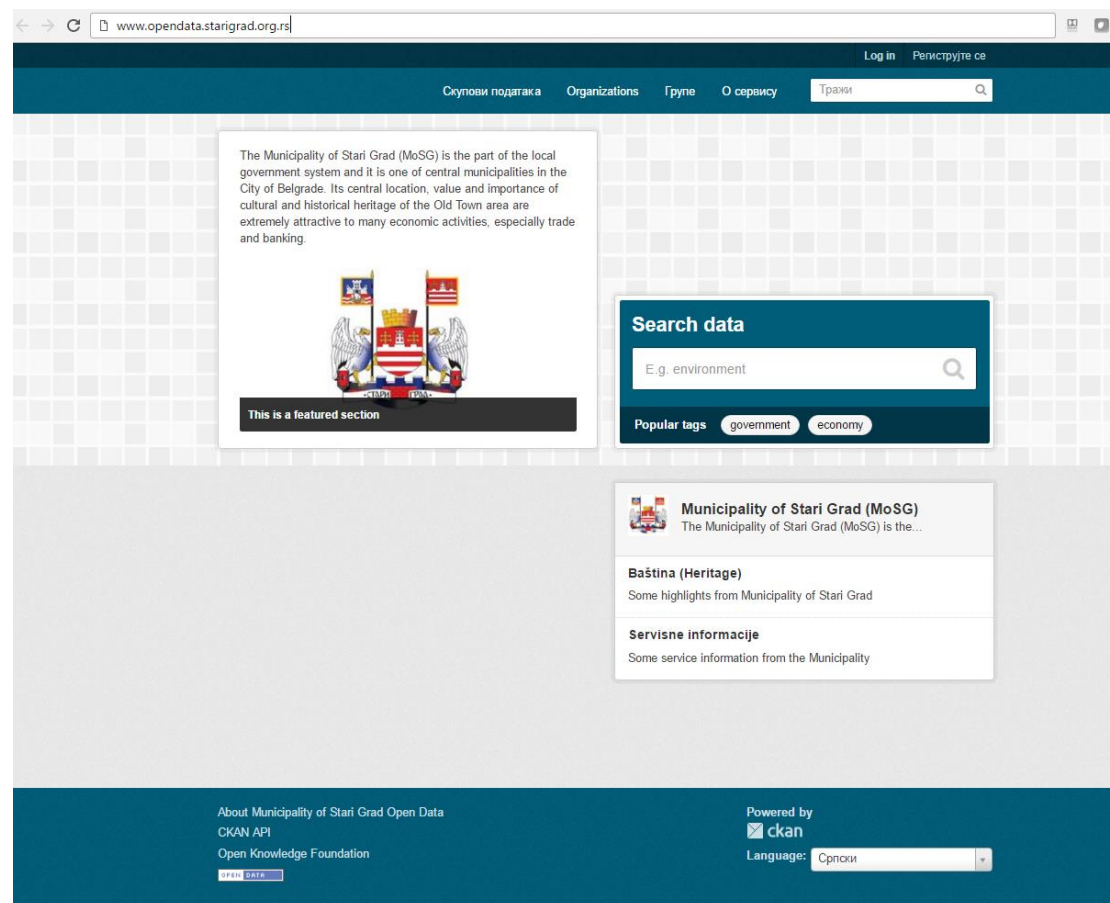 www.opendata.starigrad.org.rs
Log in Региструјте се
Скупови података Organizations Групе О сервису Тражи
The Municipality of Stari Grad (MoSG) is the part of the local
government system and it is one of central municipalities in the
City of Belgrade. Its central location, value and importance of
cultural and historical heritage of the Old Town area are
extremely attractive to many economic activities, especially trade
and banking.
СТАРИ ГРАД
This is a featured section
Search data
E.g. environment
Popular tags government economy
Municipality of Stari Grad (MoSG)
The Municipality of Stari Grad (MoSG) is the...
Baština (Heritage)
Some highlights from Municipality of Stari Grad
Servisne informacije
Some service information from the Municipality
About Municipality of Stari Grad Open Data
CKAN API
Open Knowledge Foundation
OPEN DATA
Powered by
ckan
Language: Српски